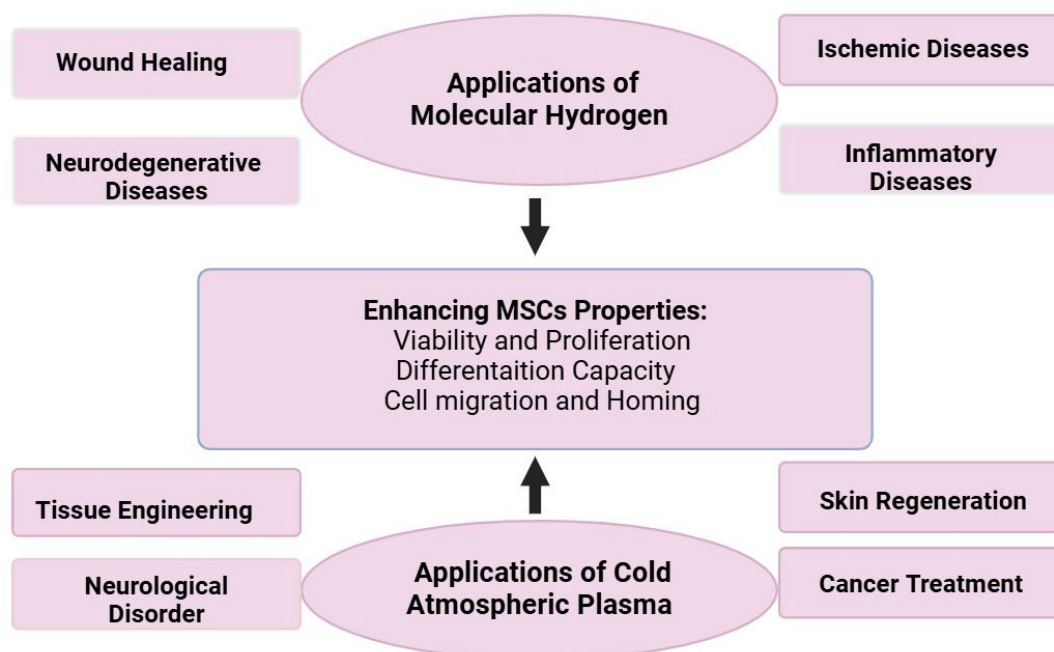 Wound Healing
Applications of
Molecular Hydrogen
Ischemic Diseases
Neurodegenerative
Diseases
Inflammatory
Diseases
Enhancing MSCs Properties:
Viability and Proliferation
Differentaition Capacity
Cell migration and Homing
Tissue Engineering
Skin Regeneration
Neurological
Disorder
Applications of Cold
Atmospheric Plasma
Cancer Treatment